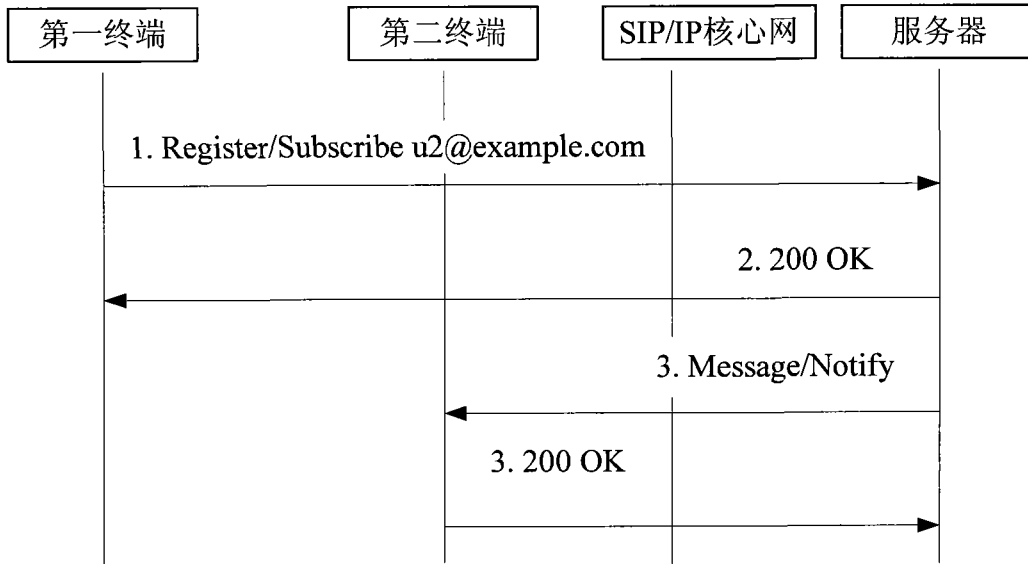 第一终端
第二终端
SIP/IP核心网
服务器
1. Register/Subscribe u2@example.com
2. 200 OK
3. Message/Notify
3. 200 OK